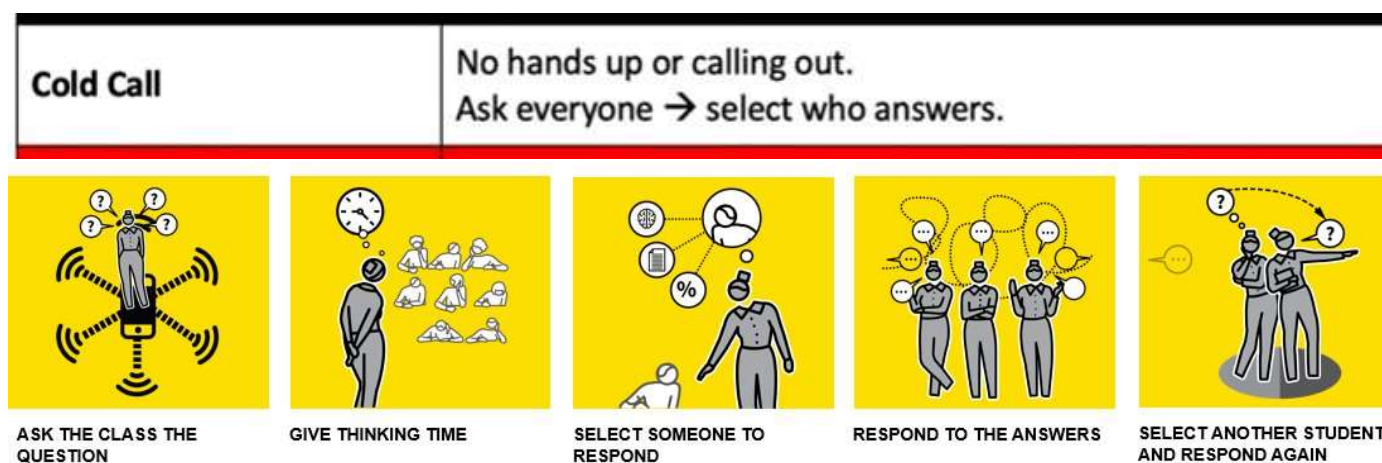 Cold Call
No hands up or calling out.
Ask everyone → select who answers.
? ? ? ?
%
... ... ... ... ...
... ? ?
ASK THE CLASS THE
QUESTION
GIVE THINKING TIME
SELECT SOMEONE TO
RESPOND
RESPOND TO THE ANSWERS
SELECT ANOTHER STUDENT
AND RESPOND AGAIN